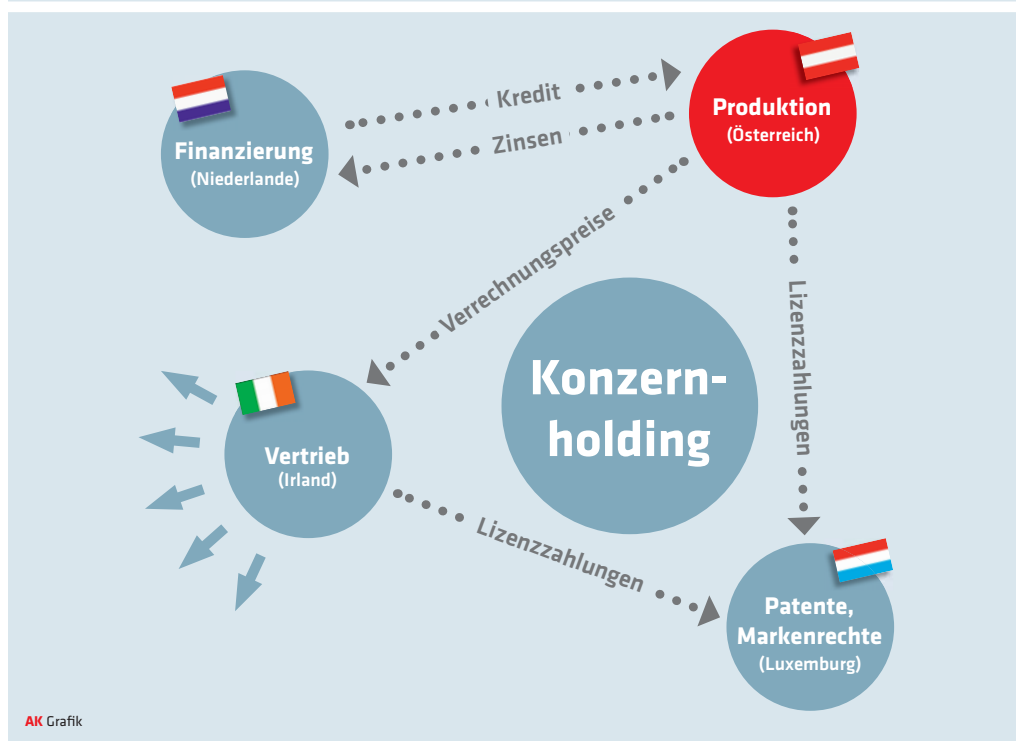 Kredit
Zinsen
Produktion
(Österreich)
Finanzierung
(Niederlande)
Verrechnungspreise
Lizenzzahlungen
Konzern-
holding
Vertrieb
(Irland)
Lizenzzahlungen
Patente,
Markenrechte
(Luxemburg)
AK Grafik